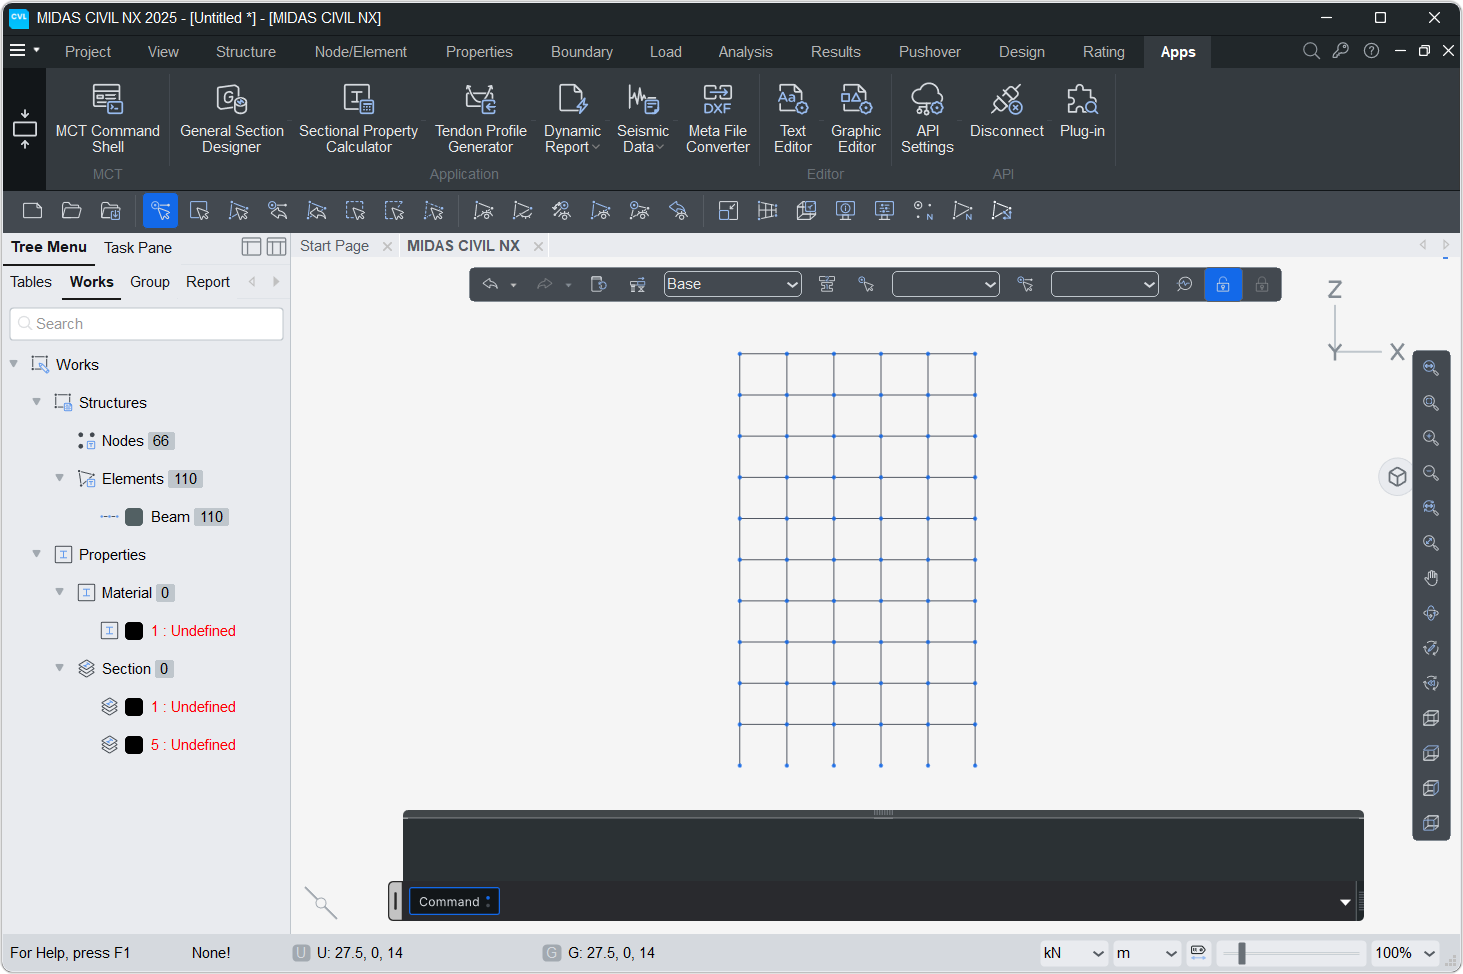 CVL MIDAS CIVIL NX 2025 - [Untitled *] - [MIDAS CIVIL NX]
Project View Structure Node/Element Properties Boundary Load Analysis Results Pushover Design Rating Apps
MCT Command Shell
General Section Designer
Sectional Property Calculator
Tendon Profile Generator
Dynamic Report
Seismic Data
DXF
Meta File Converter
Aa
Text Editor
Graphic Editor
API Settings
Disconnect
Plug-in
MCT Application Editor API
Tree Menu Task Pane
Start Page MIDAS CIVIL NX
Tables Works Group Report
Search
Base
Works
Structures
Nodes 66
Elements 110
Beam 110
Properties
Material 0
1 : Undefined
Section 0
1 : Undefined
5 : Undefined
Z
Y X
Command :
For Help, press F1 None! U U: 27.5, 0, 14 G G: 27.5, 0, 14 kN m 100%